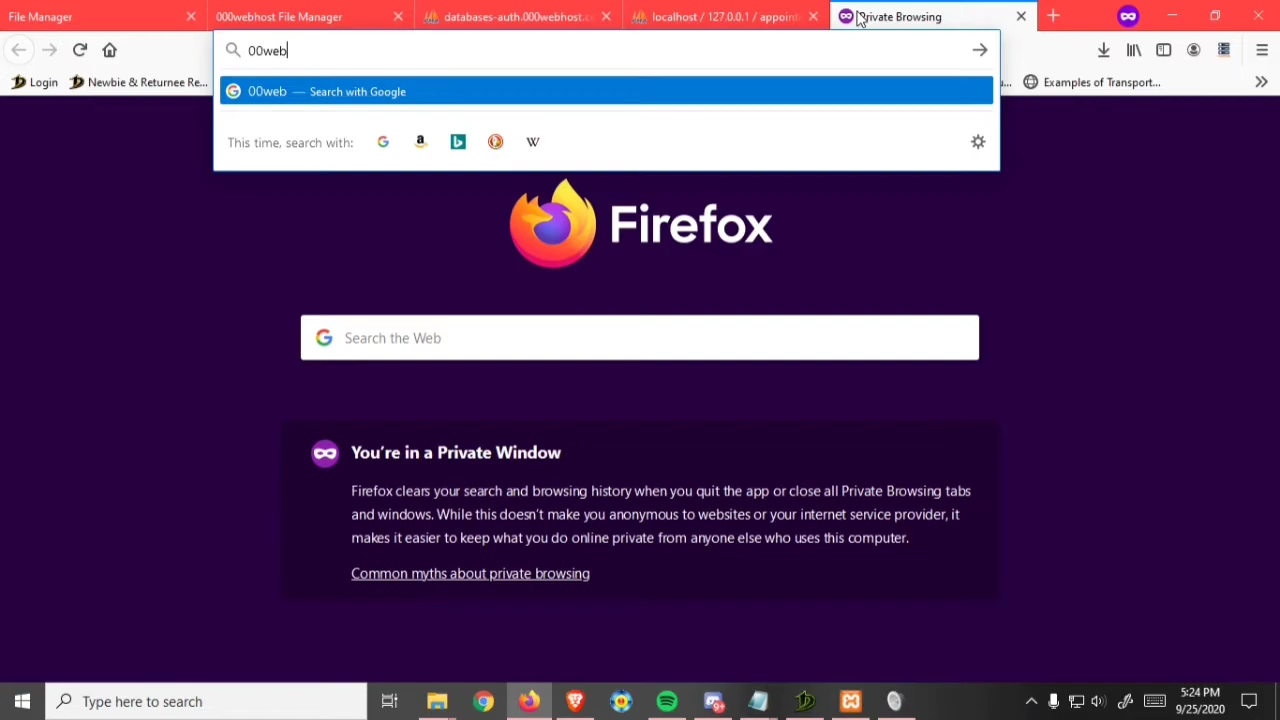 File Manager
000webhost File Manager
databases-auth.000webhost.c
localhost / 127.0.0.1 / appoint
Private Browsing
00web
Login
Newbie & Returnee Re...
Examples of Transport...
00web — Search with Google
This time, search with:
Firefox
Search the Web
You're in a Private Window
Firefox clears your search and browsing history when you quit the app or close all Private Browsing tabs
and windows. While this doesn't make you anonymous to websites or your internet service provider, it
makes it easier to keep what you do online private from anyone else who uses this computer.
Common myths about private browsing
Type here to search
5:24 PM
9/25/2020